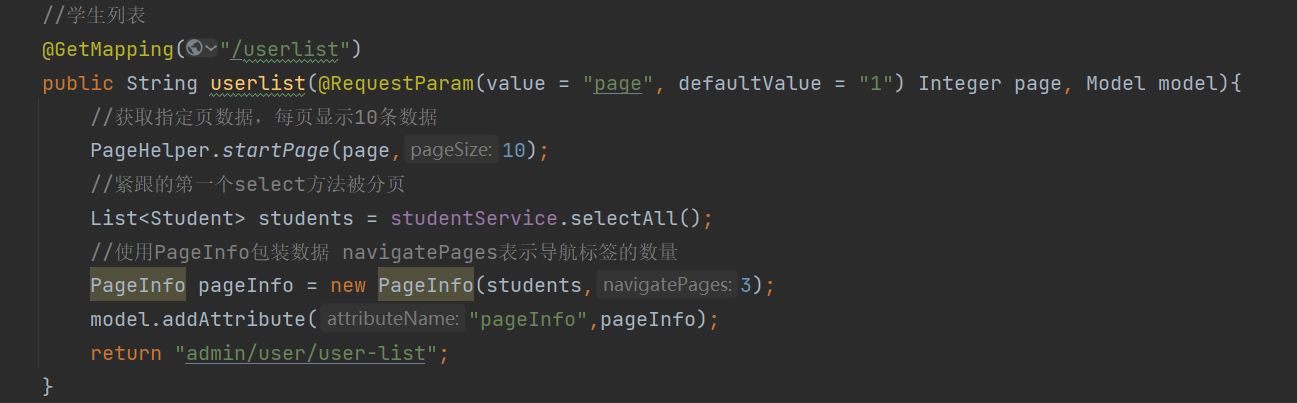 //学生列表
@GetMapping("/userlist")
public String userlist(@RequestParam(value = "page", defaultValue = "1") Integer page, Model model){
//获取指定页数据，每页显示10条数据
PageHelper.startPage(page, pageSize: 10);
//紧跟的第一个select方法被分页
List<Student> students = studentService.selectAll();
//使用PageInfo包装数据 navigatePages表示导航标签的数量
PageInfo pageInfo = new PageInfo(students, navigatePages: 3);
model.addAttribute( attributeName: "pageInfo",pageInfo);
return "admin/user/user-list";
}